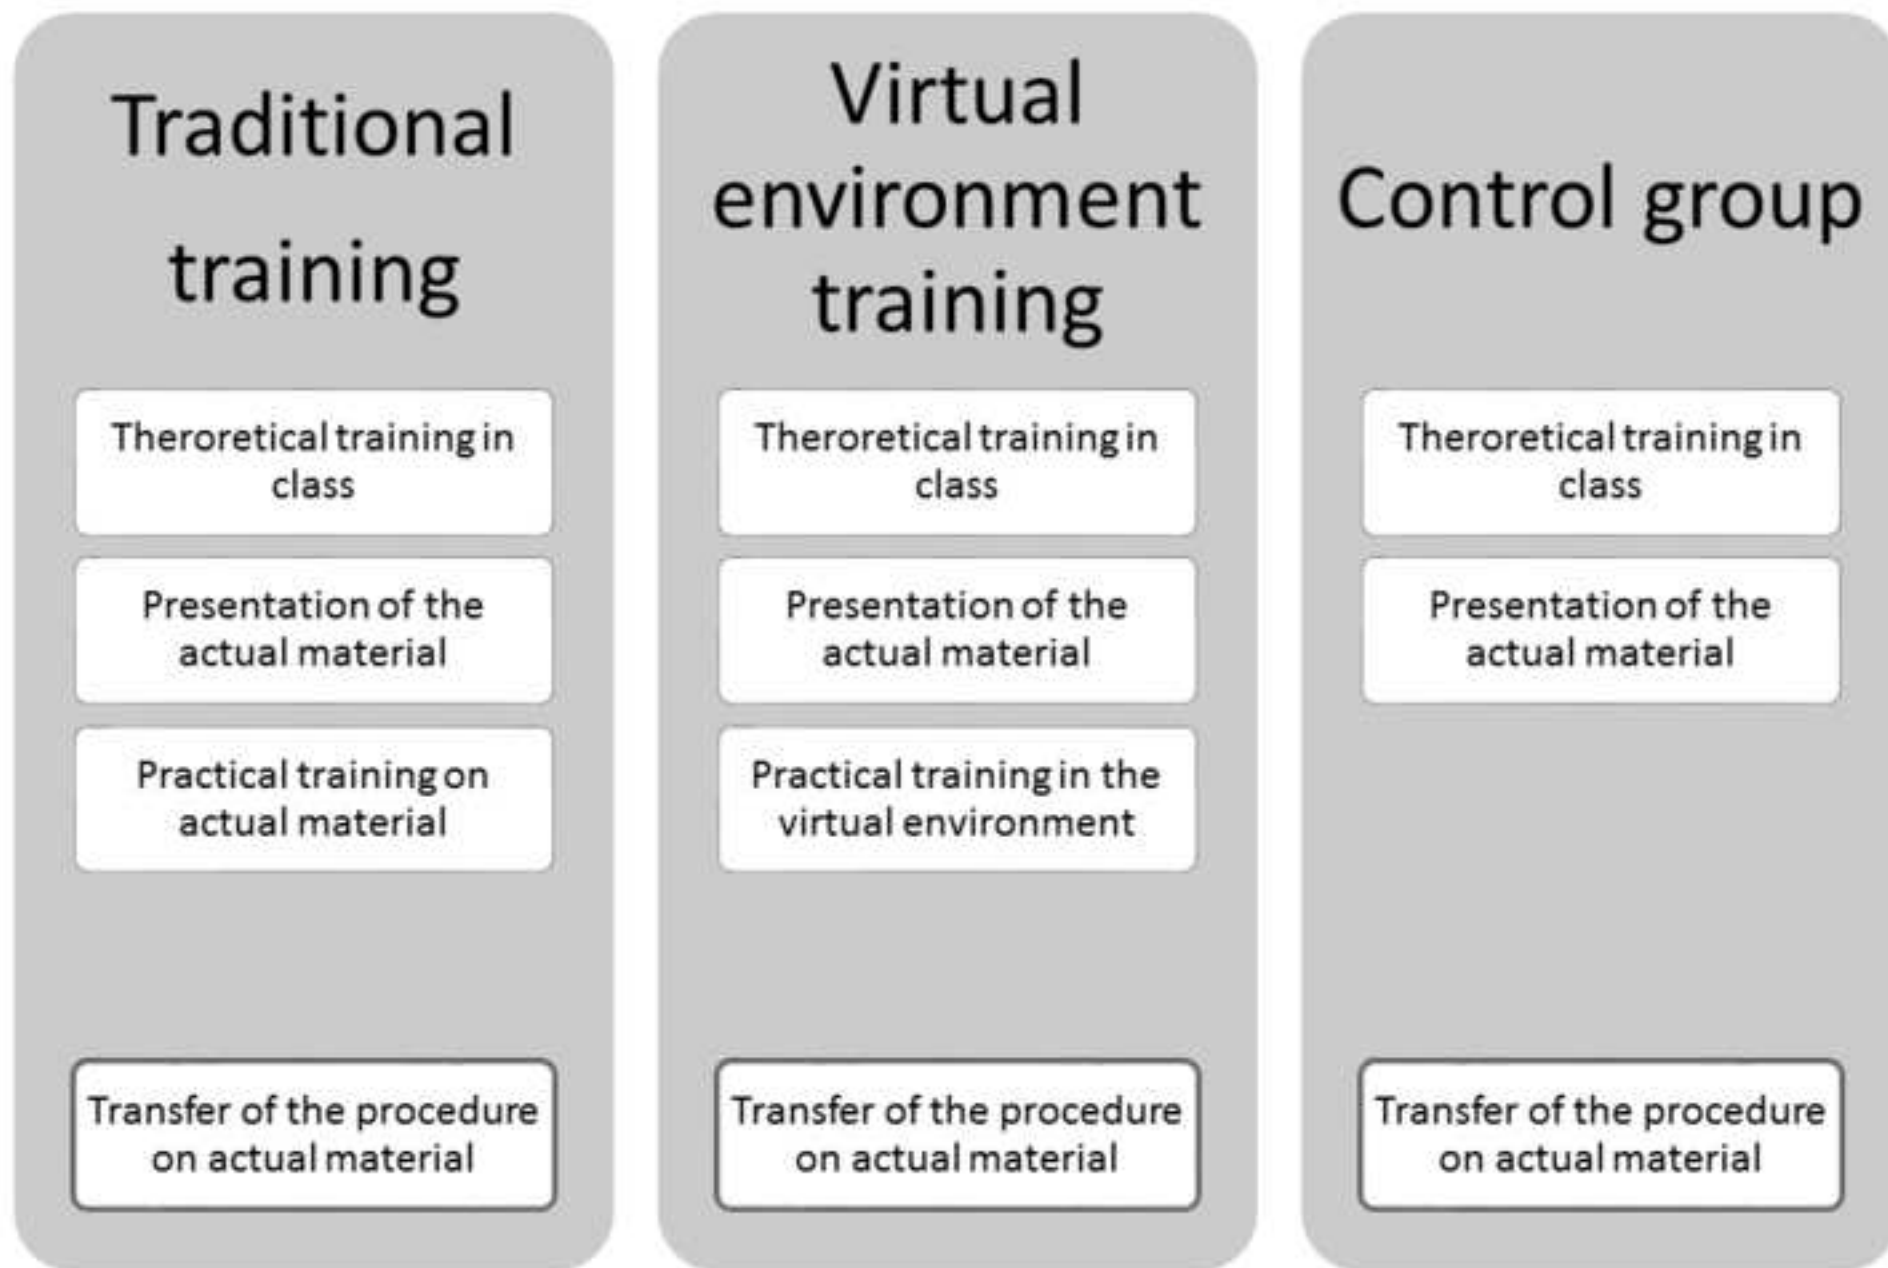 Traditional
training
Theroretical training in
class
Presentation of the
actual material
Practical training on
actual material
Transfer of the procedure
on actual material
Virtual
environment
training
Theroretical training in
class
Presentation of the
actual material
Practical training in the
virtual environment
Transfer of the procedure
on actual material
Control group
Theroretical training in
class
Presentation of the
actual material
Transfer of the procedure
on actual material